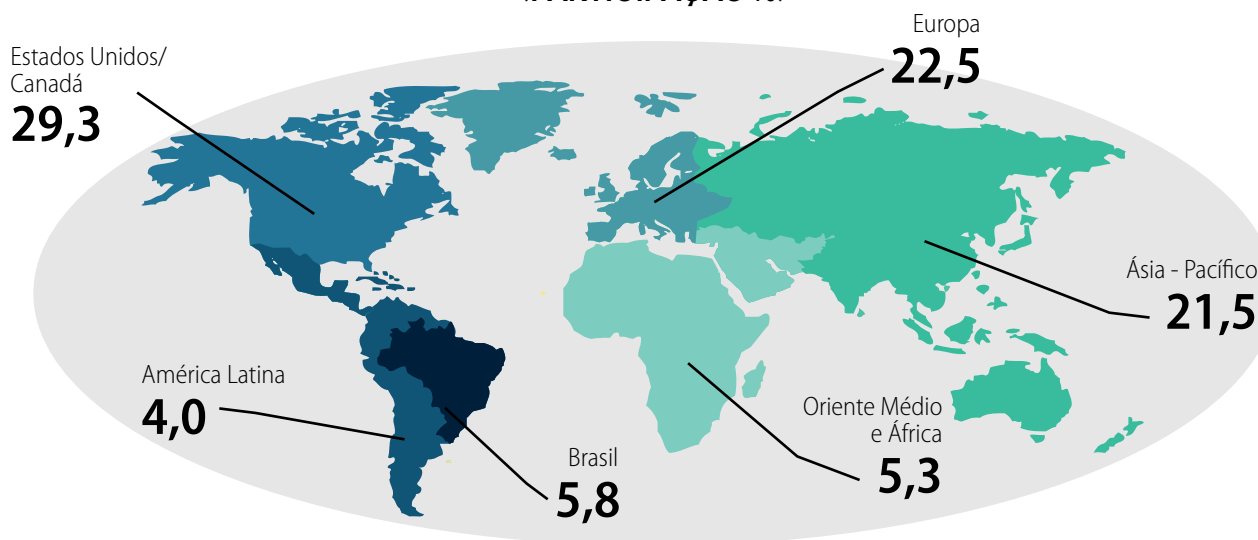 Europa
22,5
Estados Unidos/
Canadá
29,3
Ásia - Pacífico
21,5
América Latina
4,0
Oriente Médio
e África
5,3
Brasil
5,8